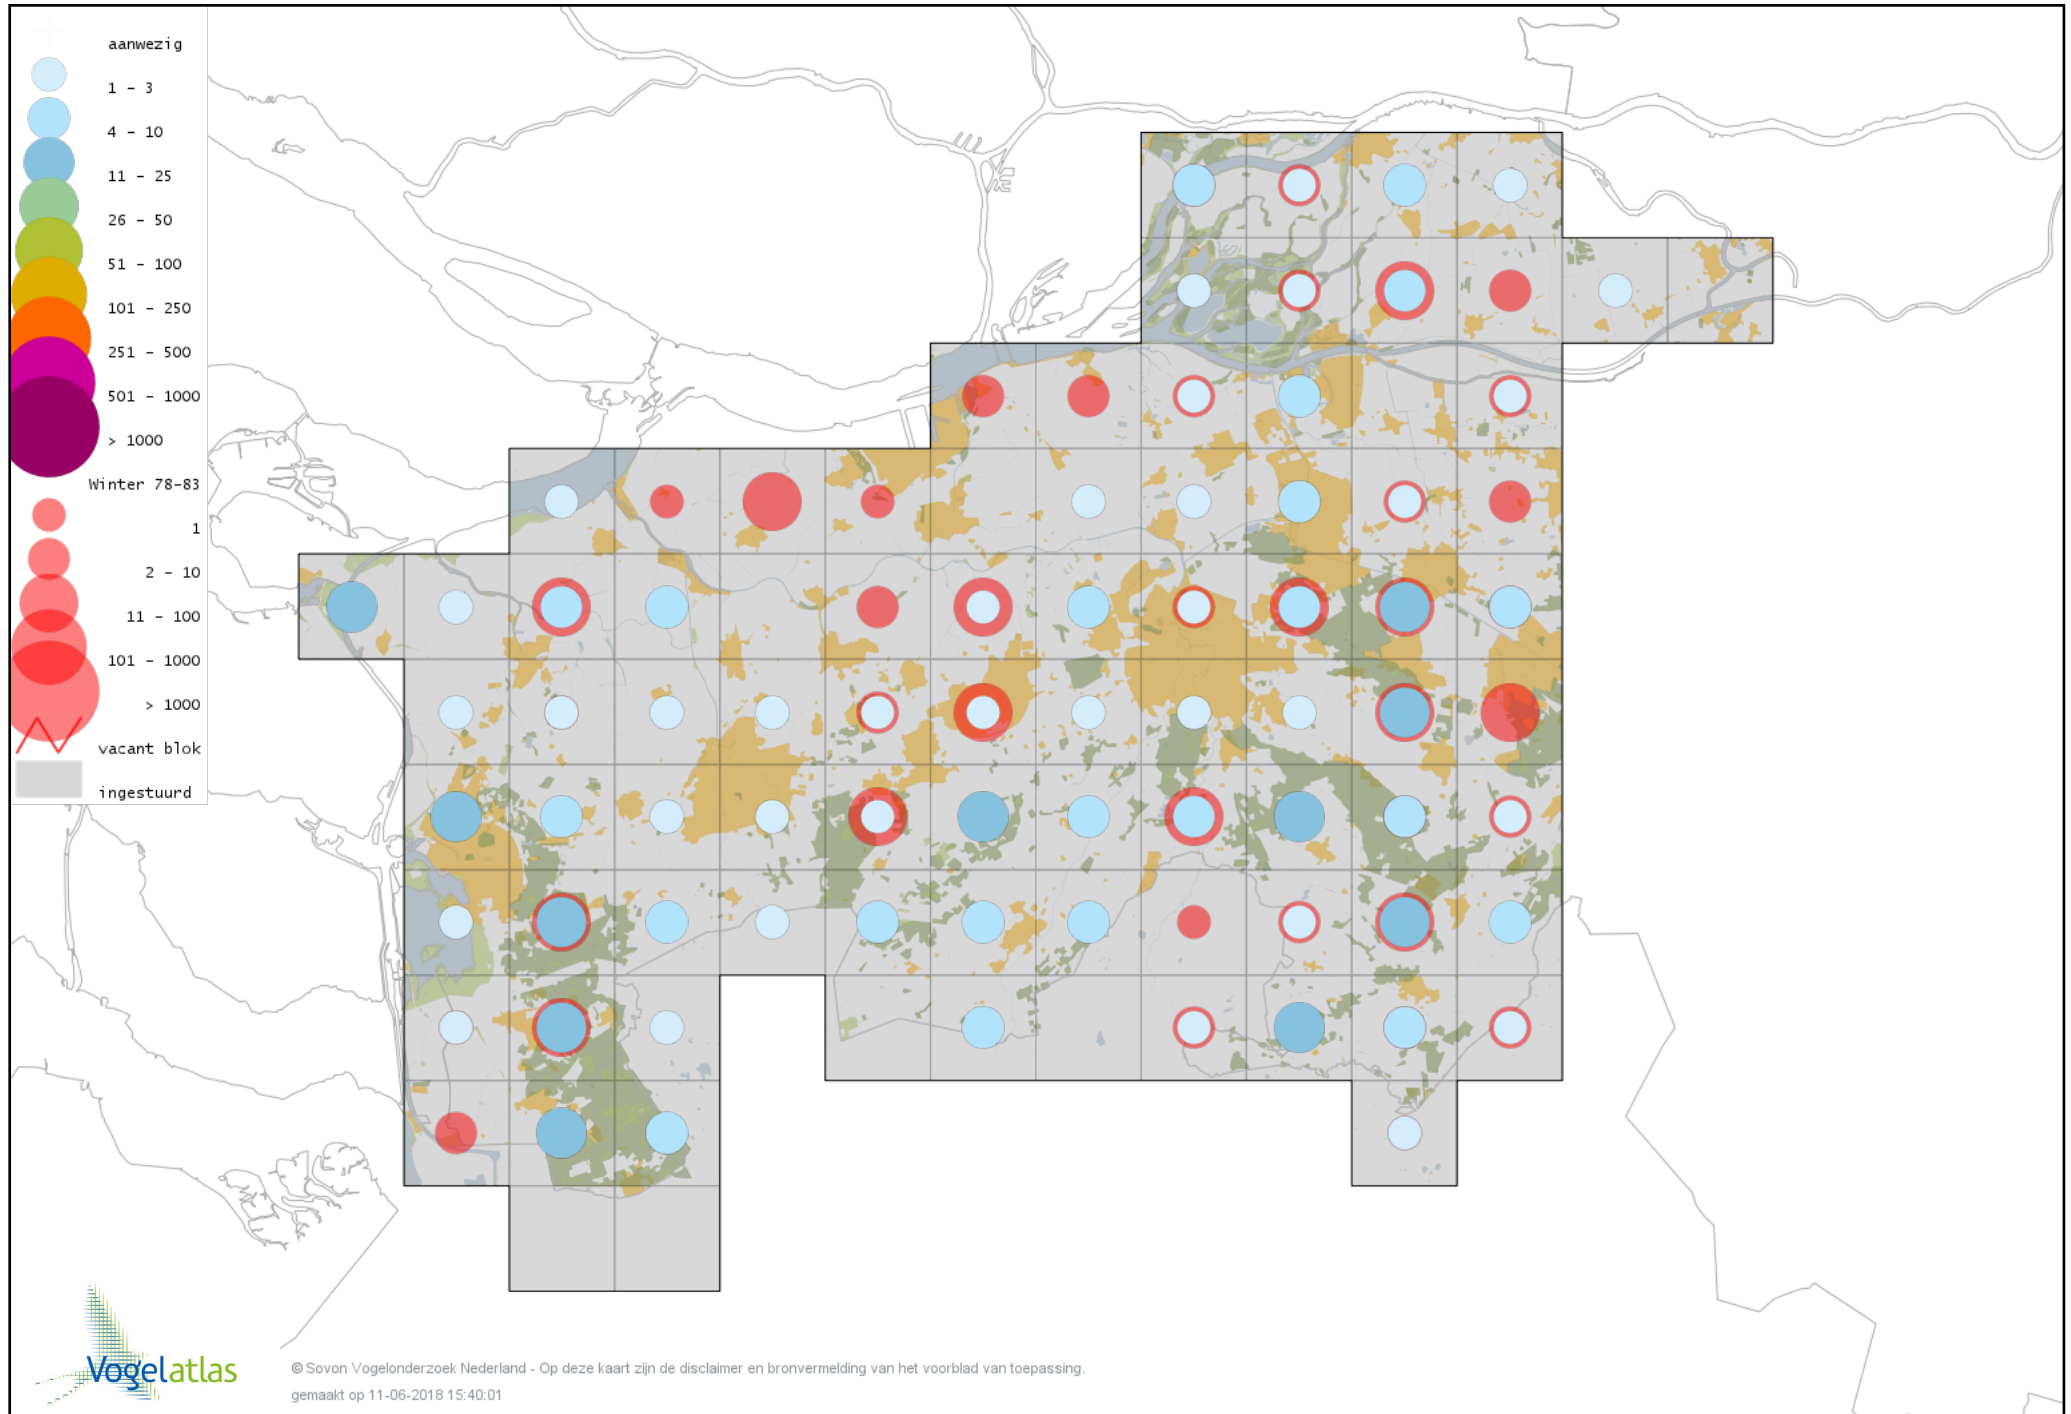 aanwezig
1 - 3
4 - 10
11 - 25
26 - 50
51 - 100
101 - 250
251 - 500
501 - 1000
> 1000
Winter 78-83
1
2 - 10
11 - 100
101 - 1000
> 1000
vacant blok
ingestuurd
Vogelatlas
© Sovon Vogelonderzoek Nederland - Op deze kaart zijn de disclaimer en bronvermelding van het voorblad van toepassing.
gemaakt op 11-06-2018 15:40:01